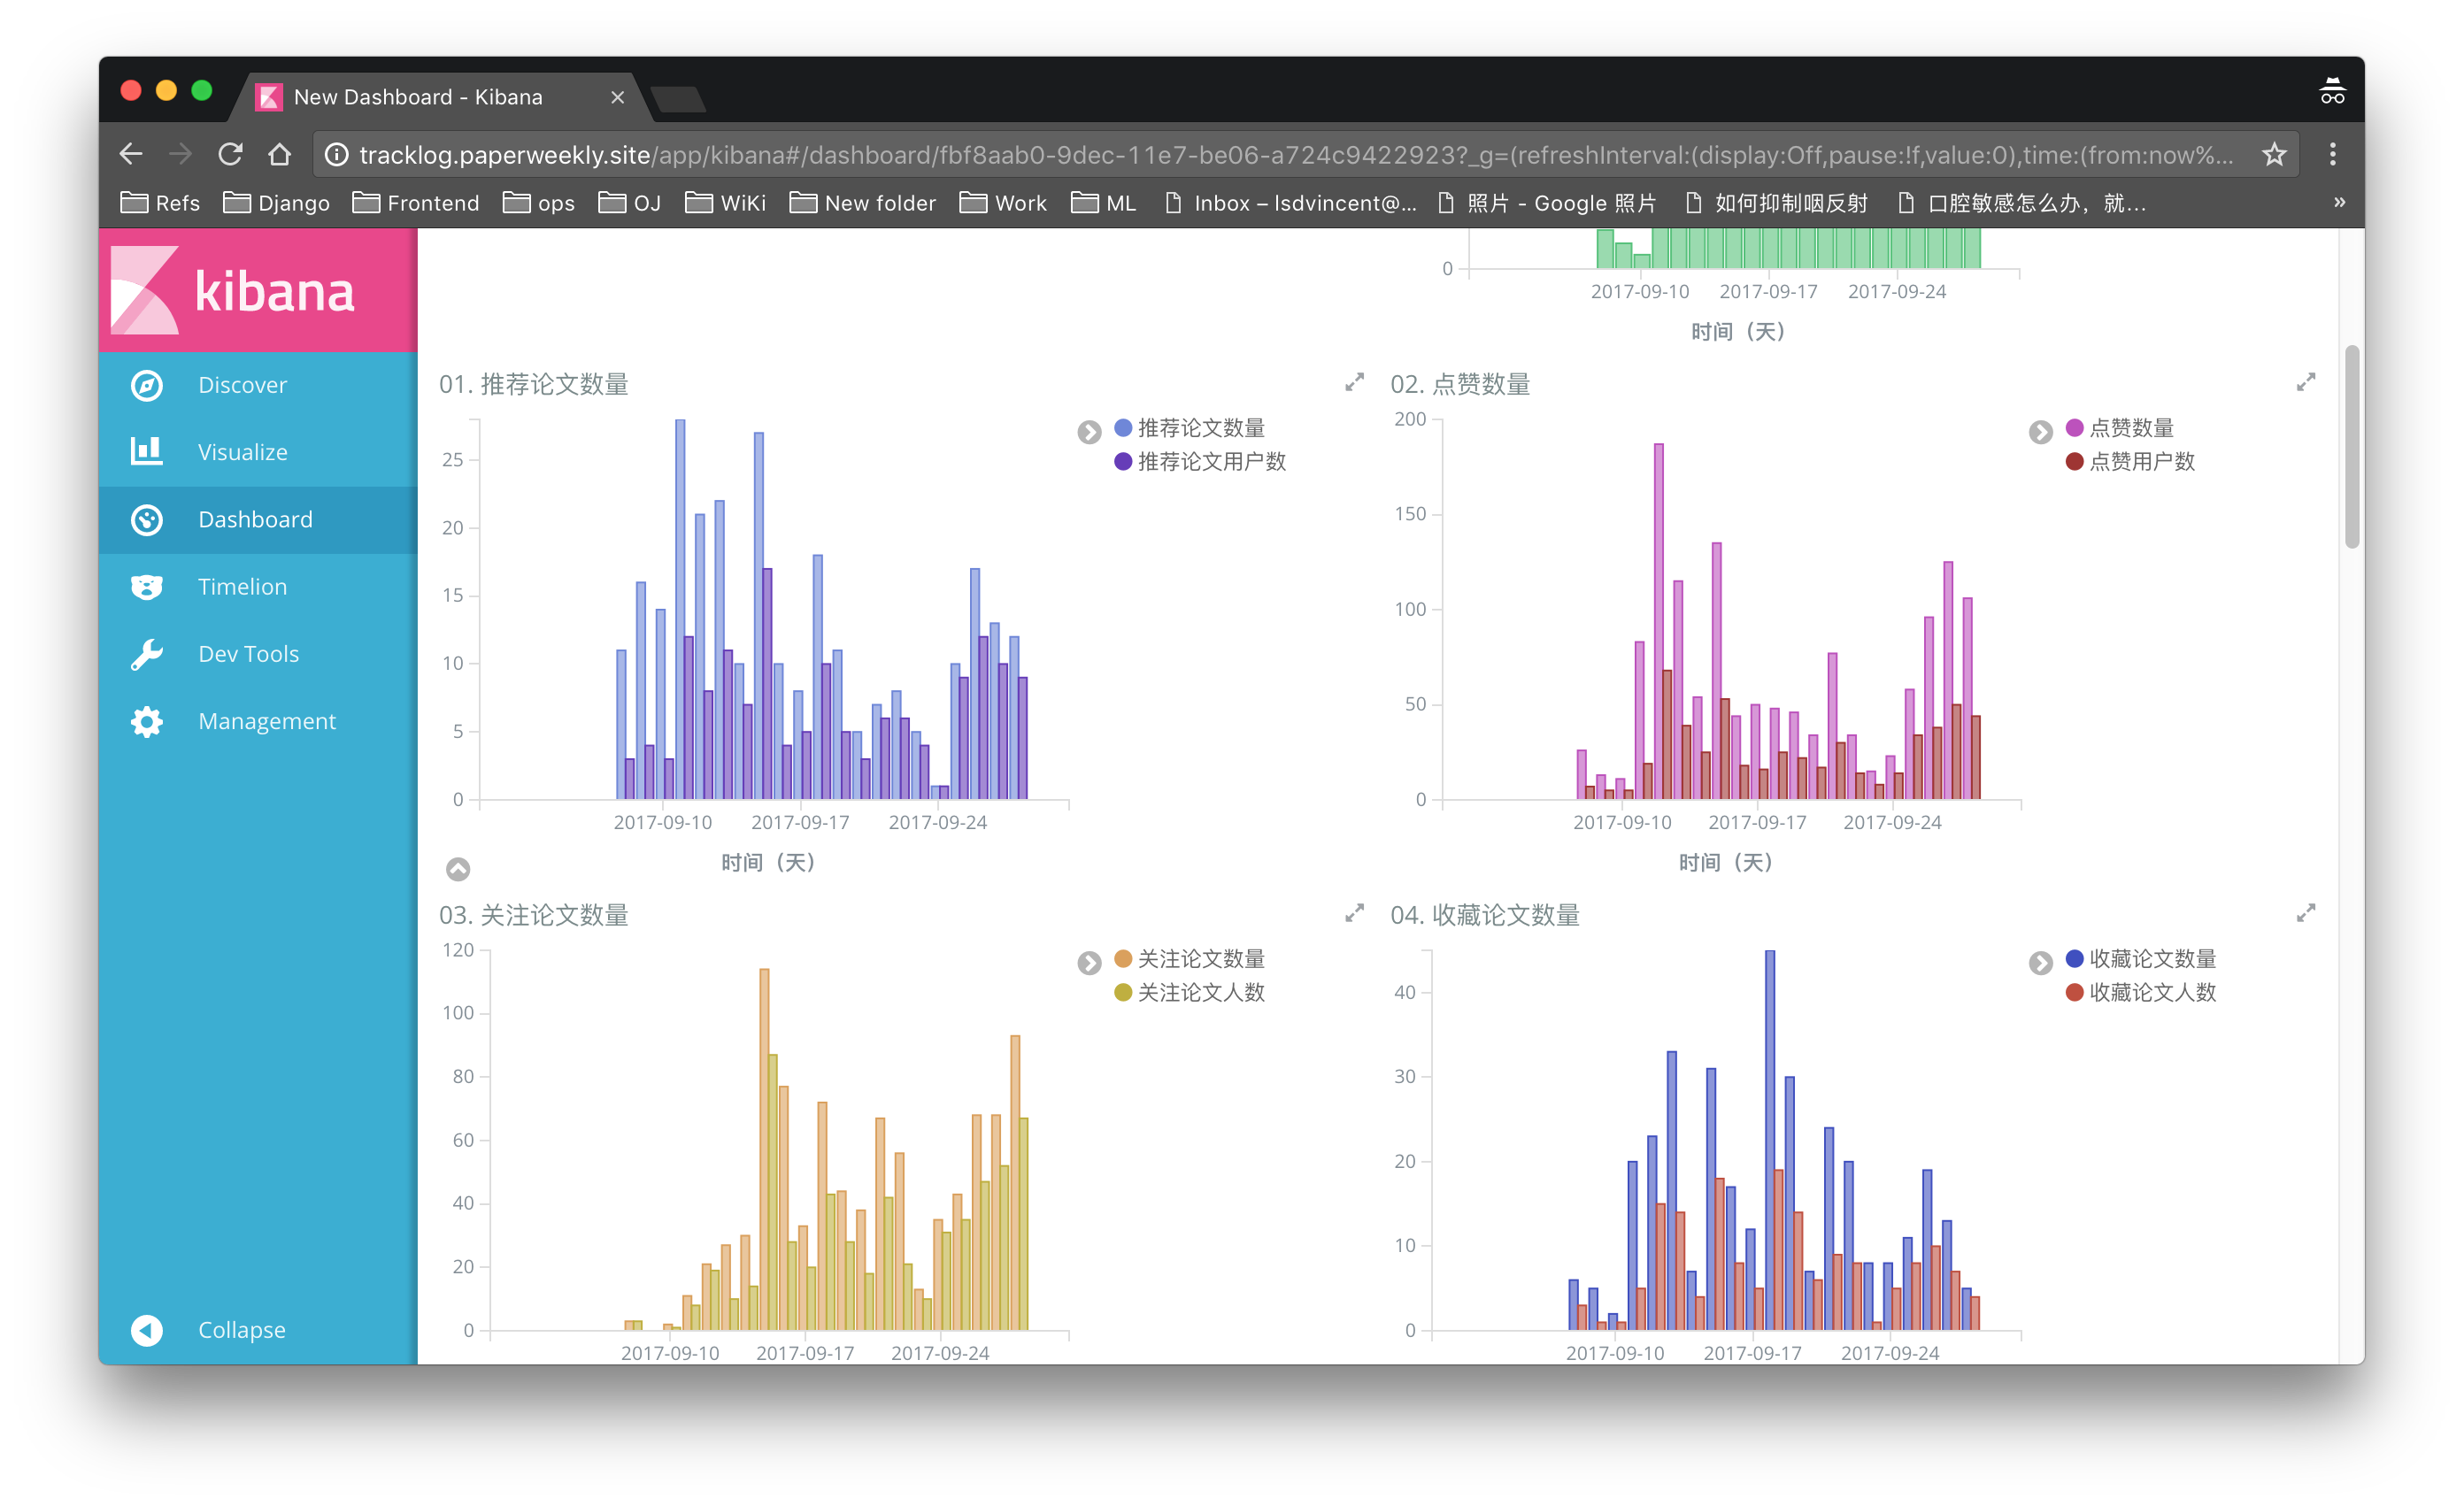 New Dashboard - Kibana
tracklog.paperweekly.site/app/kibana#/dashboard/fbf8aab0-9dec-11e7-be06-a724c9422923?_g=(refreshInterval:(display:Off,pause:!f,value:0),time:(from:now%...
Refs Django Frontend ops OJ WiKi New folder Work ML Inbox – lsdvincent@... 照片 - Google 照片 如何抑制咽反射 口腔敏感怎么办，就... »
kibana
Discover
Visualize
Dashboard
Timelion
Dev Tools
Management
Collapse
0
2017-09-10 2017-09-17 2017-09-24
时间（天）
01. 推荐论文数量
25
20
15
10
5
0
2017-09-10 2017-09-17 2017-09-24
时间（天）
推荐论文数量
推荐论文用户数
02. 点赞数量
200
150
100
50
0
2017-09-10 2017-09-17 2017-09-24
时间（天）
点赞数量
点赞用户数
03. 关注论文数量
120
100
80
60
40
20
0
2017-09-10 2017-09-17 2017-09-24
关注论文数量
关注论文人数
04. 收藏论文数量
40
30
20
10
0
2017-09-10 2017-09-17 2017-09-24
收藏论文数量
收藏论文人数